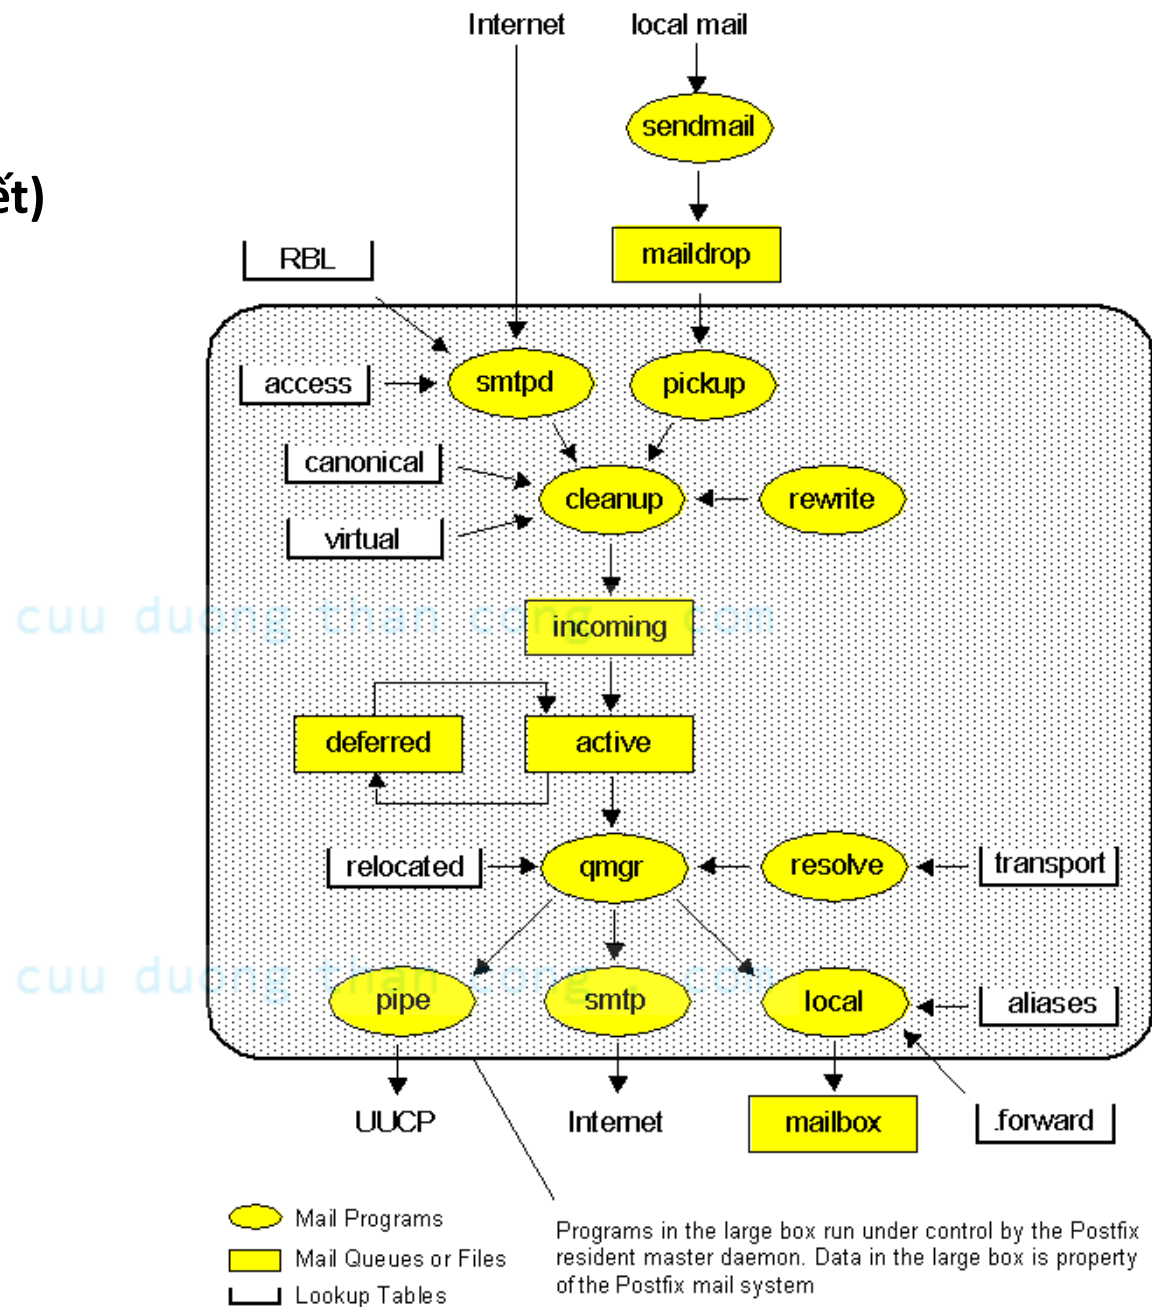 Internet
local mail
sendmail
ết)
maildrop
RBL
smtpd
pickup
access
canonical
cleanup
rewrite
virtual
cuu duong than cong . com
incoming
deferred
active
relocated
qmgr
resolve
transport
cuu duong than cong . com
pipe
smtp
local
aliases
UUCP
Internet
mailbox
.forward
Mail Programs
Mail Queues or Files
Lookup Tables
Programs in the large box run under control by the Postfix
resident master daemon. Data in the large box is property
of the Postfix mail system